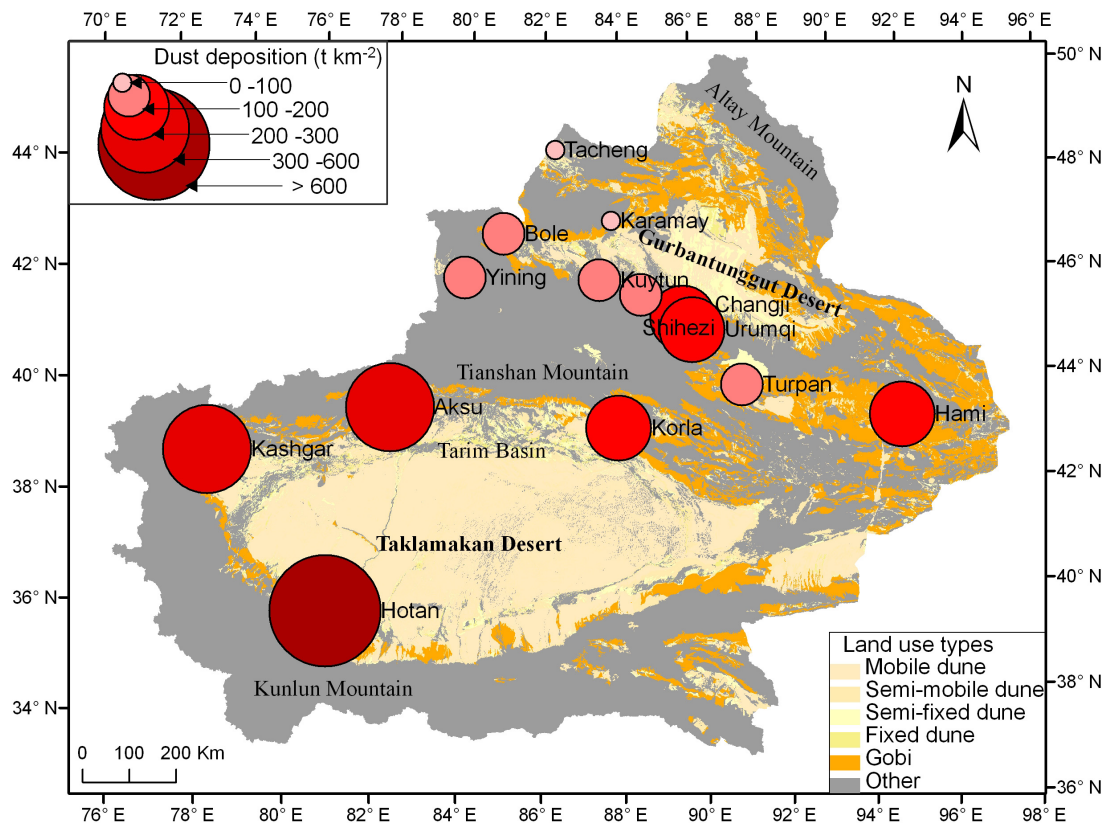 70° E 72° E 74° E 76° E 78° E 80° E 82° E 84° E 86° E 88° E 90° E 92° E 94° E 96° E
Dust deposition (t km-2)
0 -100
100 -200
200 -300
300 -600
> 600
50° N
48° N
46° N
44° N
42° N
40° N
38° N
36° N
44° N
42° N
40° N
38° N
36° N
34° N
N
Altay Mountain
Tacheng
Karamay
Bole
Gurbantunggut Desert
Yining
Kuytun
Changji
Shihezi
Urumqi
Tianshan Mountain
Turpan
Aksu
Hami
Korla
Kashgar
Tarim Basin
Taklamakan Desert
Hotan
Kunlun Mountain
0 100 200 Km
Land use types
Mobile dune
Semi-mobile dune
Semi-fixed dune
Fixed dune
Gobi
Other
76° E 78° E 80° E 82° E 84° E 86° E 88° E 90° E 92° E 94° E 96° E 98° E